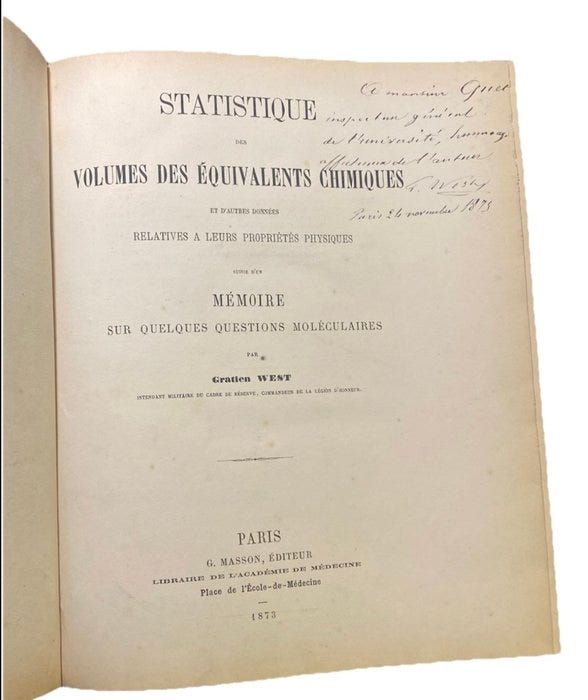 A monsieur Quet
inspecteur général
de l'université, hommage
affectueux de l'auteur
G. West
Paris 24 novembre 1873
STATISTIQUE
DES
VOLUMES DES ÉQUIVALENTS CHIMIQUES
ET D'AUTRES DONNÉES
RELATIVES A LEURS PROPRIÉTÉS PHYSIQUES
SUIVIE D'UN
MÉMOIRE
SUR QUELQUES QUESTIONS MOLÉCULAIRES
PAR
Gratien WEST
INTENDANT MILITAIRE DU CADRE DE RÉSERVE, COMMANDEUR DE LA LÉGION D'HONNEUR.
PARIS
G. MASSON, ÉDITEUR
LIBRAIRE DE L'ACADÉMIE DE MÉDECINE
Place de l'École-de-Médecine
1873